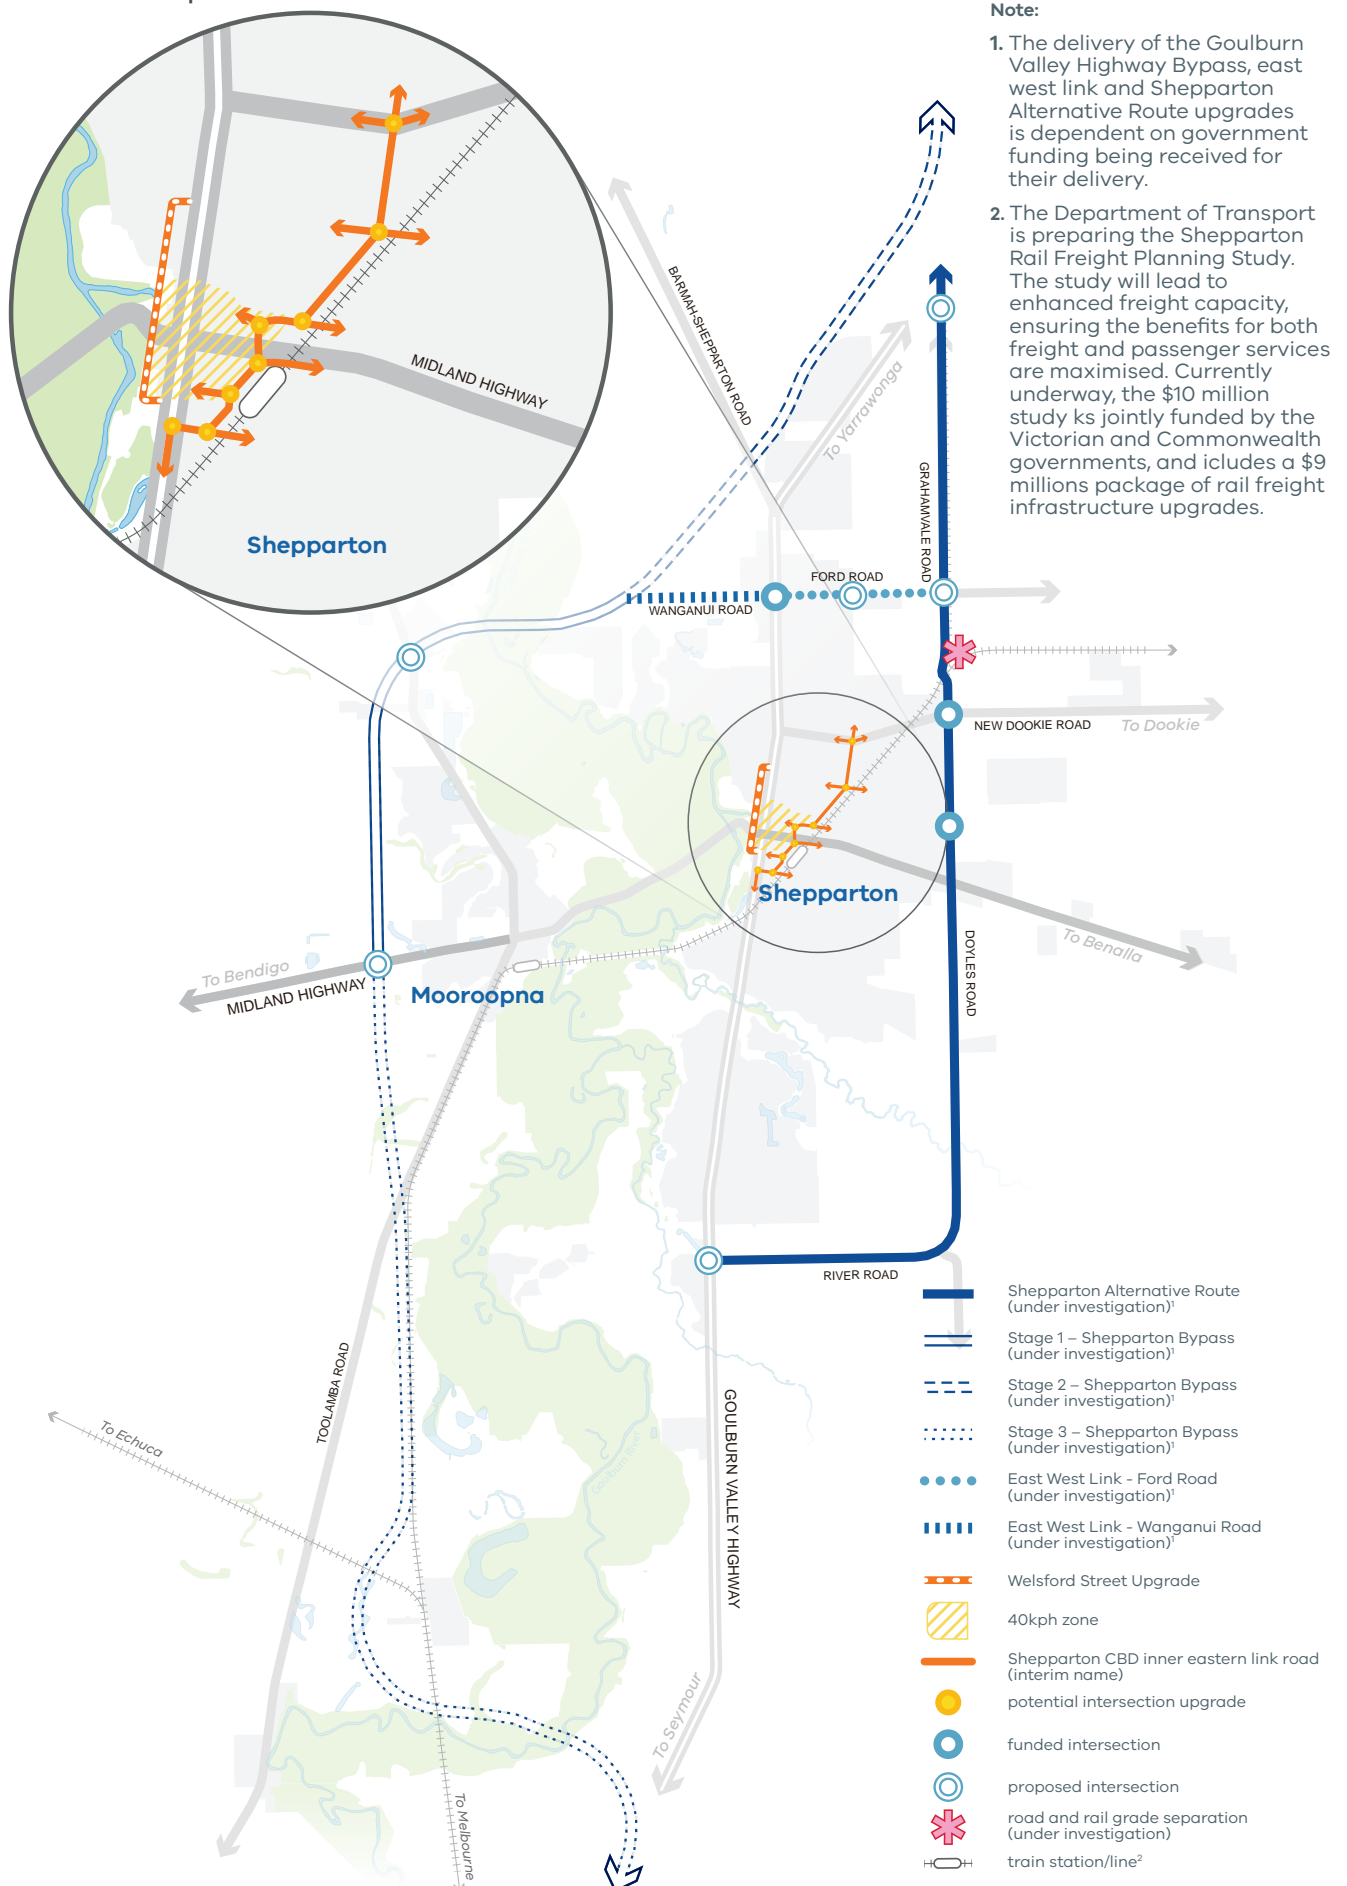 Note:
1. The delivery of the Goulburn
Valley Highway Bypass, east
west link and Shepparton
Alternative Route upgrades
is dependent on government
funding being received for
their delivery.
2. The Department of Transport
is preparing the Shepparton
Rail Freight Planning Study.
The study will lead to
enhanced freight capacity,
ensuring the benefits for both
freight and passenger services
are maximised. Currently
underway, the $10 million
study ks jointly funded by the
Victorian and Commonwealth
governments, and icludes a $9
millions package of rail freight
infrastructure upgrades.
MIDLAND HIGHWAY
Shepparton
BARMAH-SHEPPARTON ROAD
To Yarrawonga
GRAHAMVALE ROAD
FORD ROAD
WANGANUI ROAD
NEW DOOKIE ROAD
To Dookie
Shepparton
To Benalla
DOYLES ROAD
To Bendigo
MIDLAND HIGHWAY
Mooroopna
RIVER ROAD
TOOLAMBA ROAD
GOULBURN VALLEY HIGHWAY
To Echuca
Goulburn River
To Seymour
To Melbourne
Shepparton Alternative Route
(under investigation)¹
Stage 1 – Shepparton Bypass
(under investigation)¹
Stage 2 – Shepparton Bypass
(under investigation)¹
Stage 3 – Shepparton Bypass
(under investigation)¹
East West Link - Ford Road
(under investigation)¹
East West Link - Wanganui Road
(under investigation)¹
Welsford Street Upgrade
40kph zone
Shepparton CBD inner eastern link road
(interim name)
potential intersection upgrade
funded intersection
proposed intersection
road and rail grade separation
(under investigation)
train station/line²